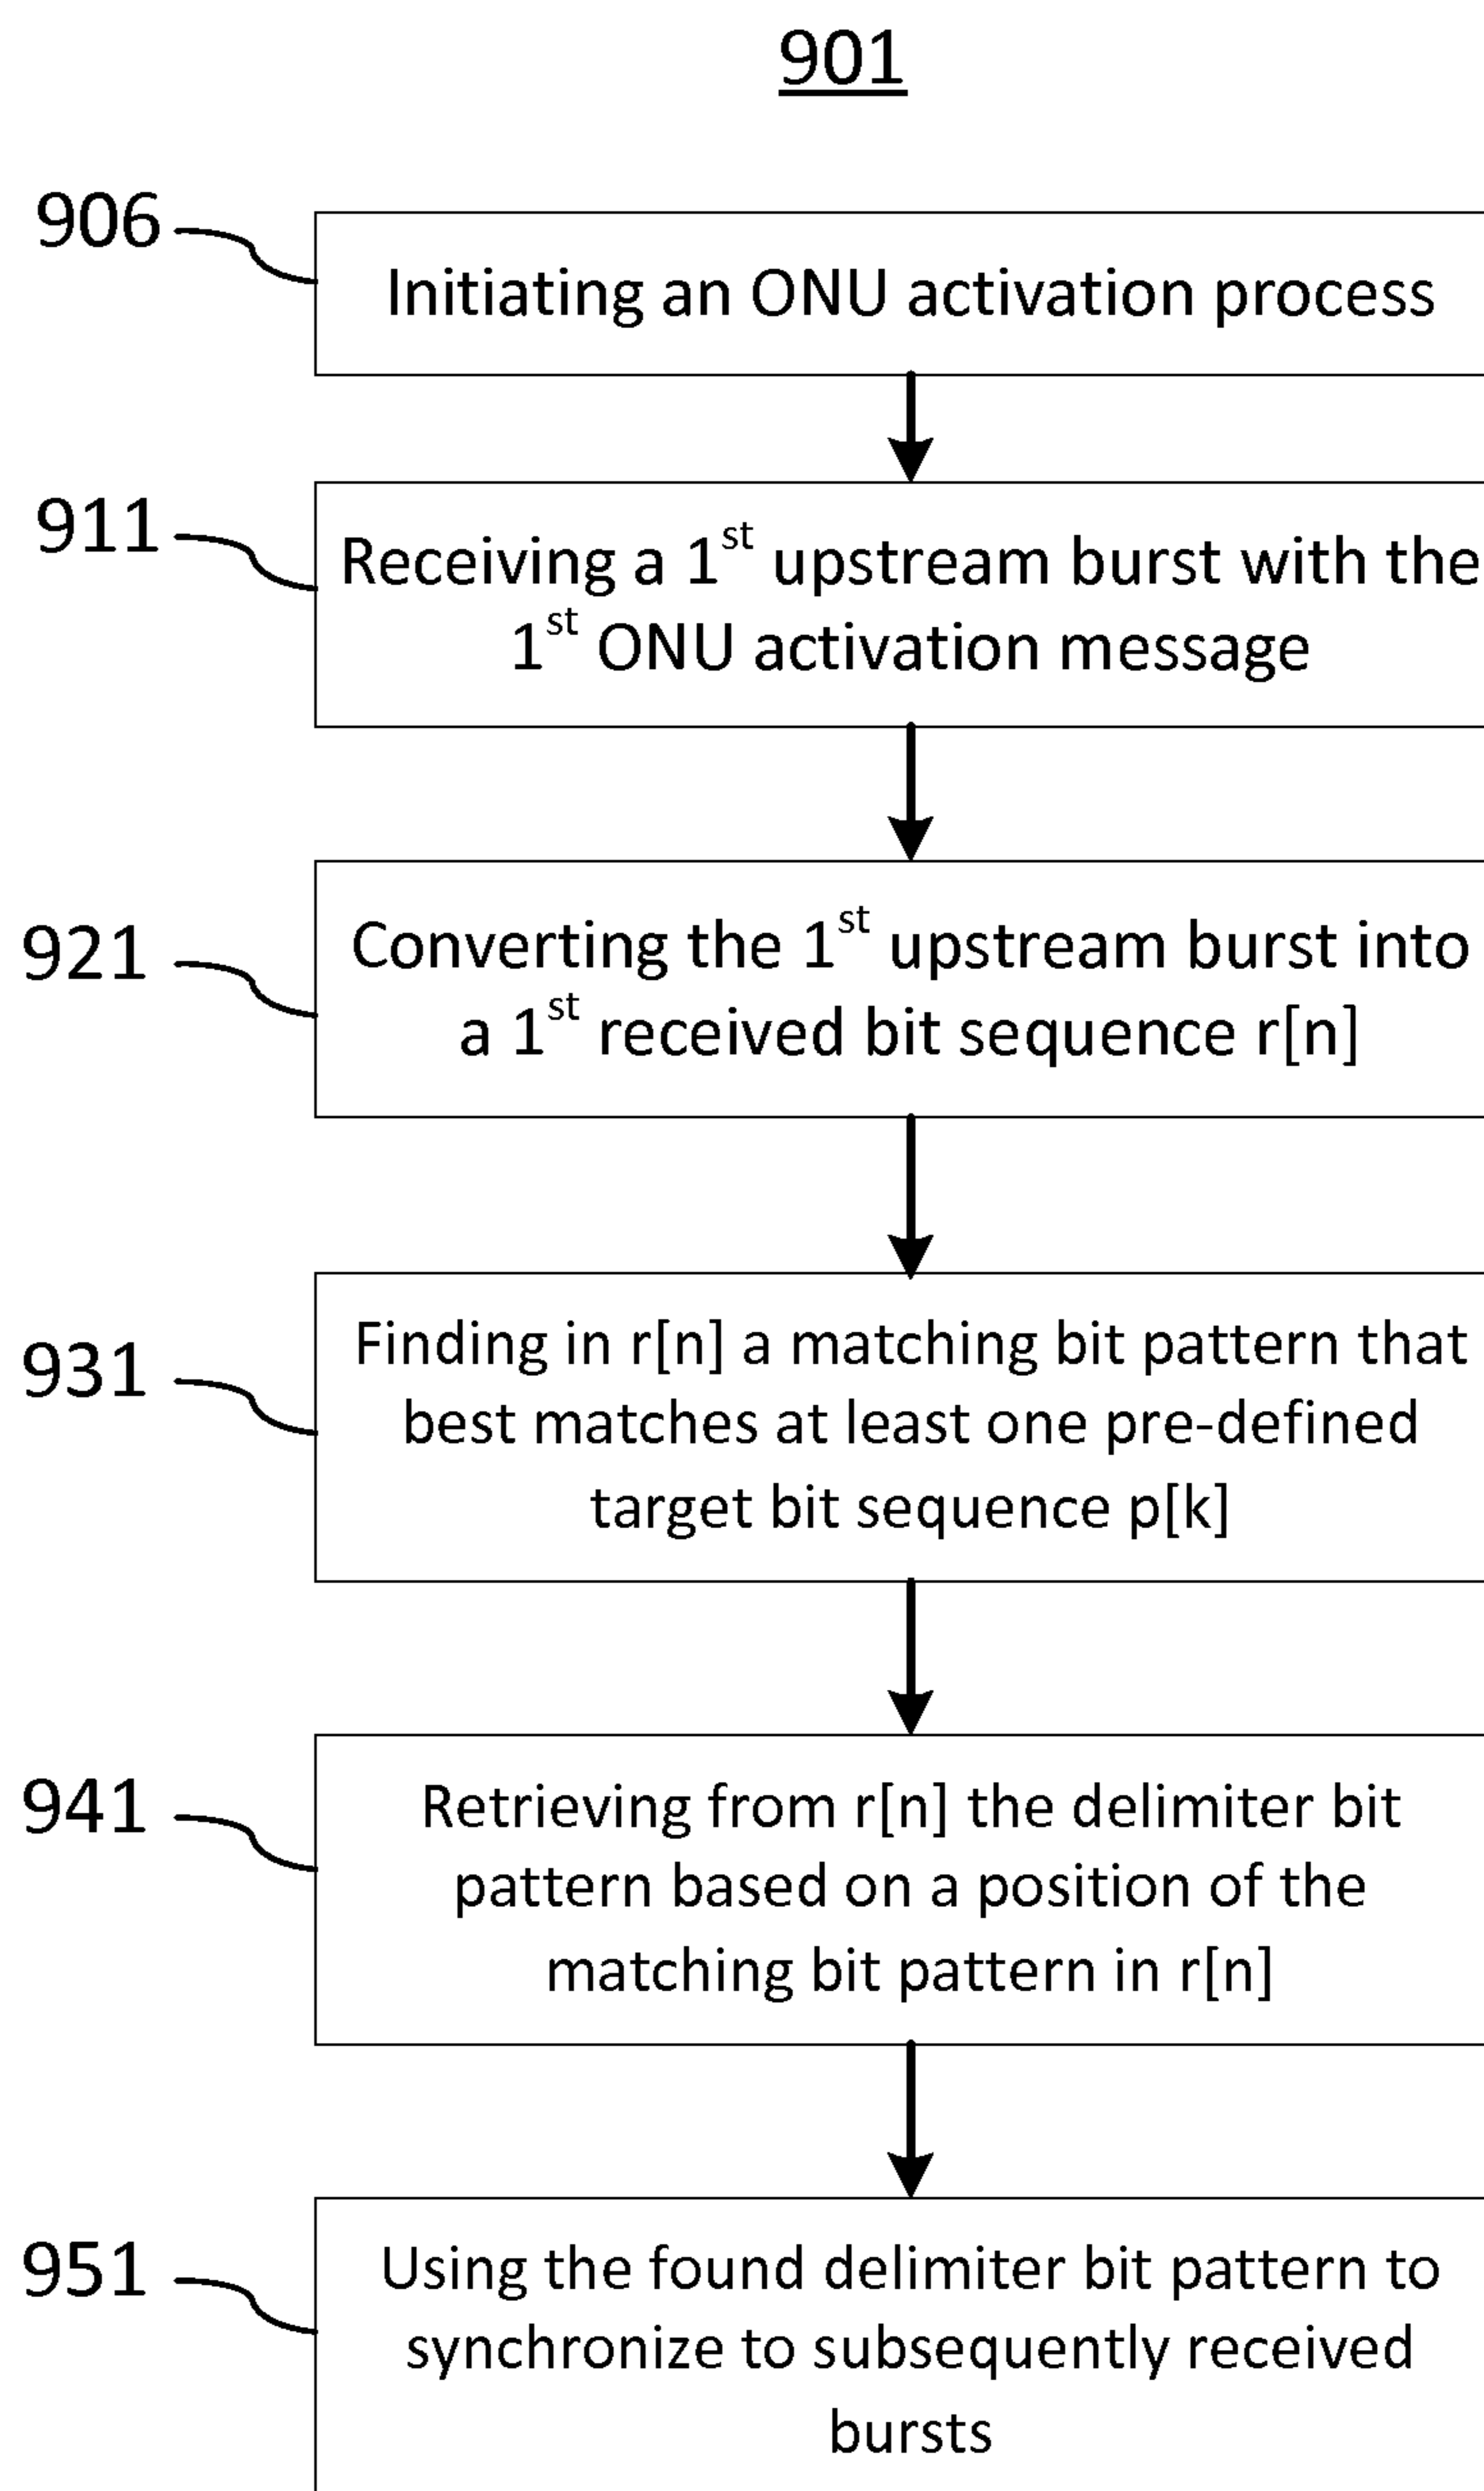 901
906
Initiating an ONU activation process
911
Receiving a 1st upstream burst with the
1st ONU activation message
921
Converting the 1st upstream burst into
a 1st received bit sequence r[n]
931
Finding in r[n] a matching bit pattern that
best matches at least one pre-defined
target bit sequence p[k]
941
Retrieving from r[n] the delimiter bit
pattern based on a position of the
matching bit pattern in r[n]
951
Using the found delimiter bit pattern to
synchronize to subsequently received
bursts